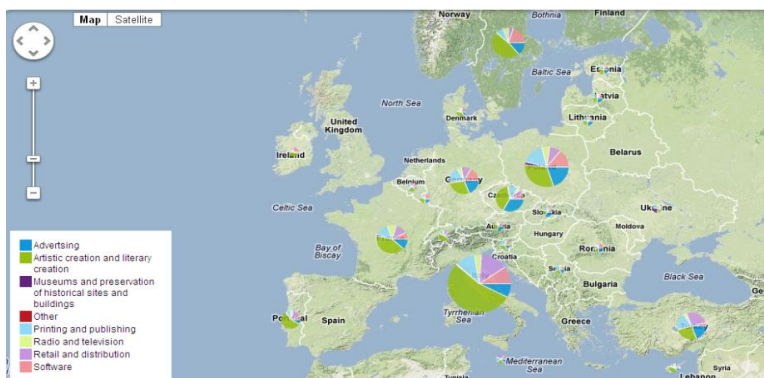 Map
Satellite
Norway
Bothnia
Finland
Estonia
Baltic Sea
Latvia
North Sea
Lithuania
Denmark
United
Kingdom
Ireland
Belarus
Netherlands
Belgium
Celtic Sea
Slovakia
Ukraine
Austria
Moldova
Hungary
Bay of
Biscay
Croatia
Romania
Serbia
Bulgaria
Black Sea
Portugal
Spain
Tyrrhenian
Sea
Greece
Mediterranean
Sea
Syria
Lebanon
Tunisia
Advertsing
Artistic creation and literary
creation
Museums and preservation
of historical sites and
buildings
Other
Printing and publishing
Radio and television
Retail and distribution
Software